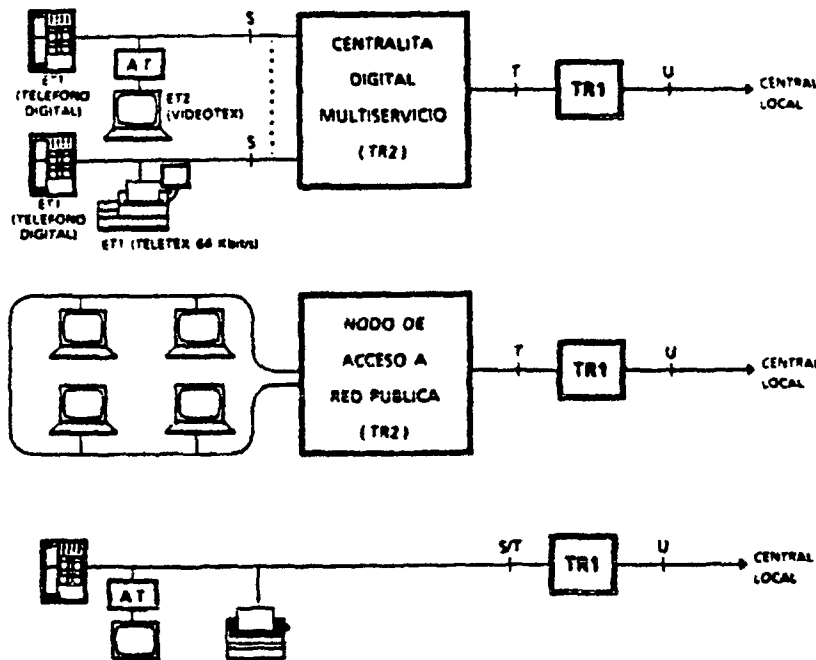 S
CENTRALITA
DIGITAL
MULTISERVICIO
(TR2)
T
TR1
U
CENTRAL
LOCAL
AT
ET1
(TELEFONO
DIGITAL)
ET2
(VIDEOTEX)
S
ET1
(TELEFONO
DIGITAL)
ET1 (TELETEX 64 Kbit/s)
NODO DE
ACCESO A
RED PUBLICA
(TR2)
T
TR1
U
CENTRAL
LOCAL
S/T
TR1
U
CENTRAL
LOCAL
AT